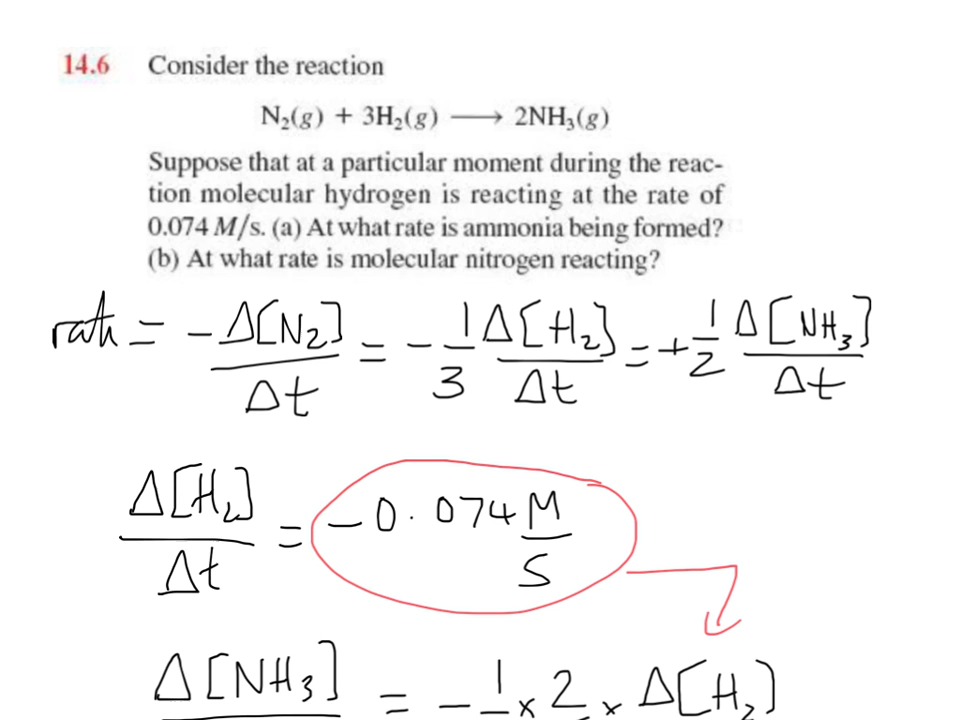 14.6 Consider the reaction
N₂(g) + 3H₂(g) ⟶ 2NH₃(g)
Suppose that at a particular moment during the reac-
tion molecular hydrogen is reacting at the rate of
0.074 M/s. (a) At what rate is ammonia being formed?
(b) At what rate is molecular nitrogen reacting?
rate = - Δ[N₂]/Δt = - 1/3 Δ[H₂]/Δt = + 1/2 Δ[NH₃]/Δt
Δ[H₂]/Δt = -0.074 M/S
Δ[NH₃] = - 1 × 2 × Δ[H₂]